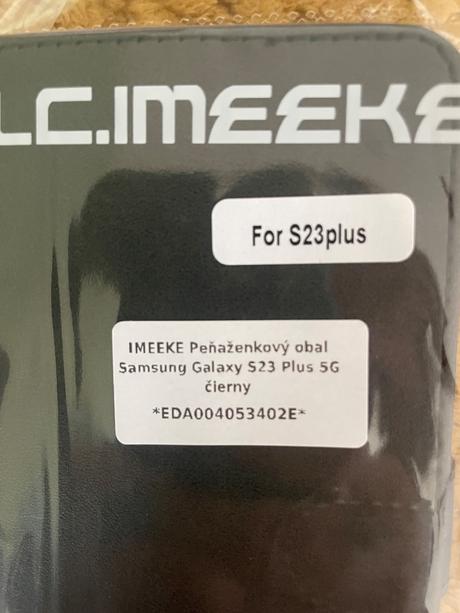 LC.IMEEKE
For S23plus
IMEEKE Peňaženkový obal
Samsung Galaxy S23 Plus 5G
čierny
*EDA004053402E*